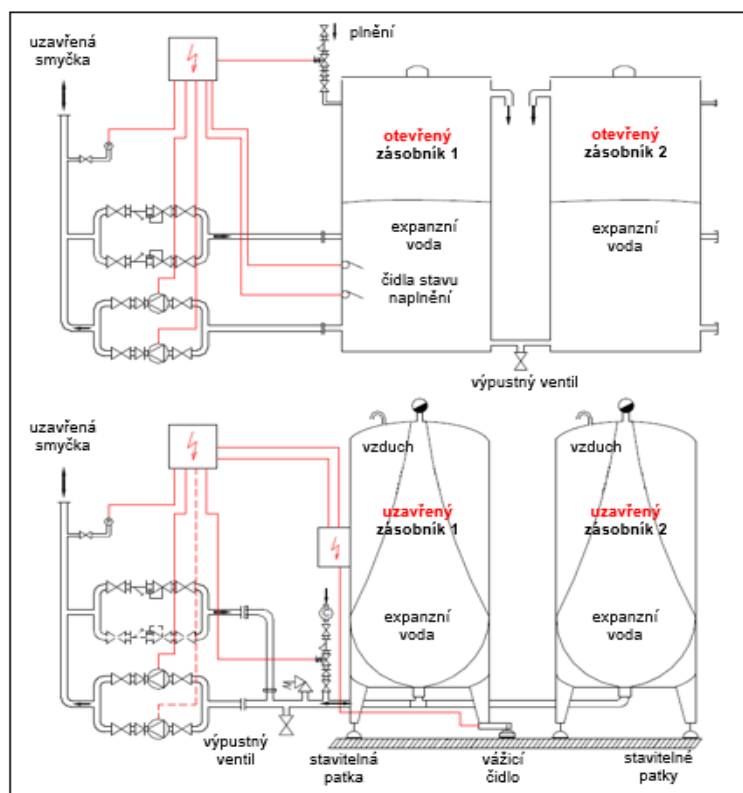 uzavřená
smyčka
plnění
otevřený
zásobník 1
otevřený
zásobník 2
expanzní
voda
expanzní
voda
čidla stavu
naplnění
výpustný ventil
uzavřená
smyčka
vzduch
vzduch
uzavřený
zásobník 1
uzavřený
zásobník 2
expanzní
voda
expanzní
voda
výpustný
ventil
stavitelná
patka
vážicí
čidlo
stavitelné
patky